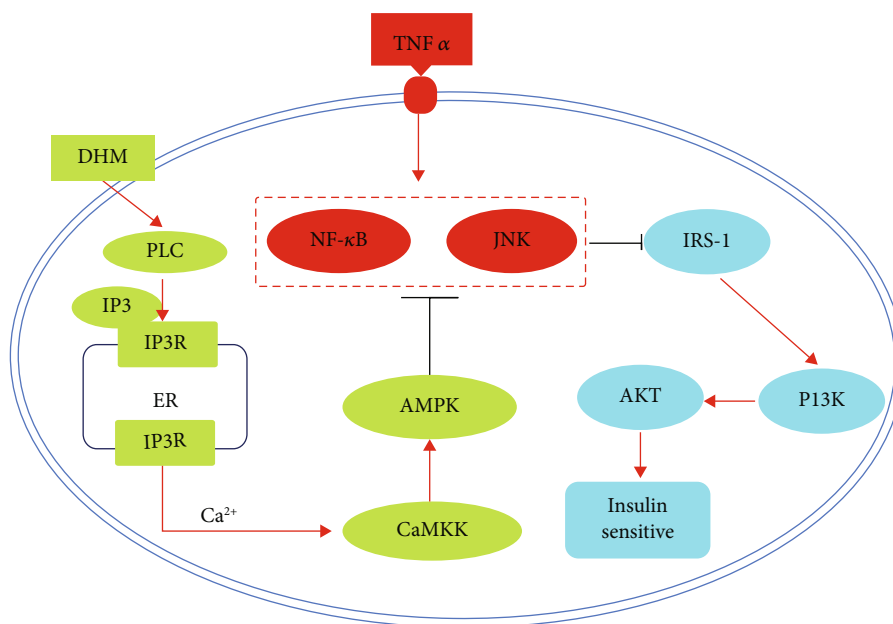 TNF α
DHM
NF-κB
JNK
IRS-1
PLC
IP3
IP3R
ER
IP3R
AMPK
AKT
P13K
Ca²⁺
CaMKK
Insulin
sensitive